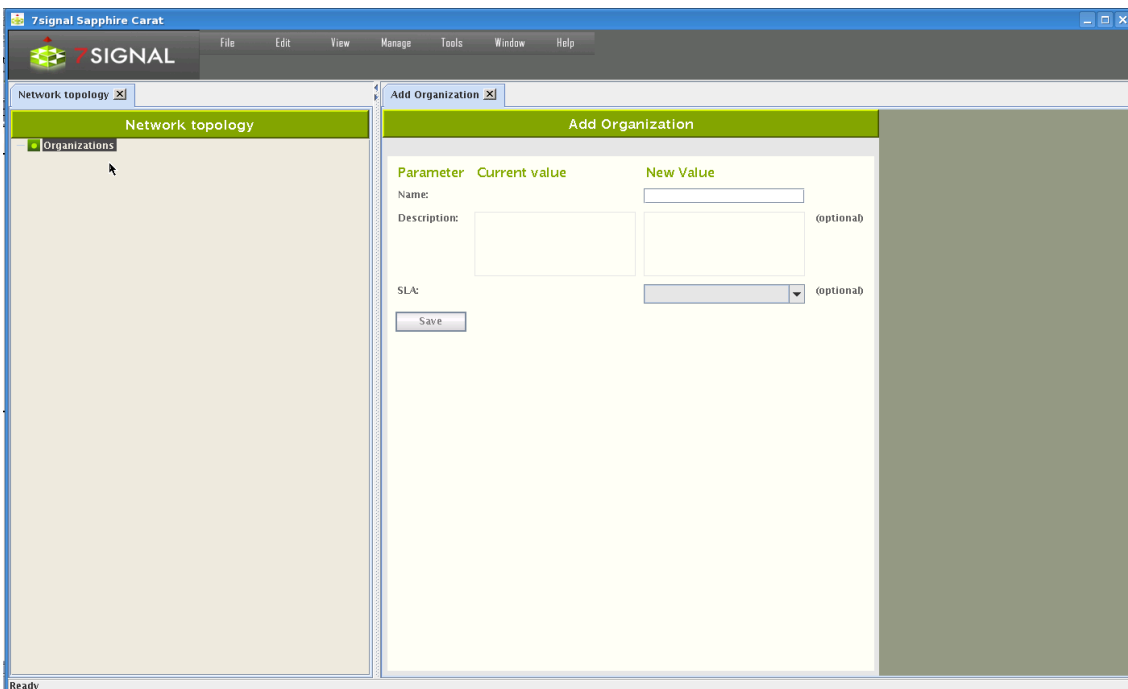 7signal Sapphire Carat
7SIGNAL
File Edit View Manage Tools Window Help
Network topology
Add Organization
Network topology
Add Organization
Organizations
Parameter Current value New Value
Name:
Description: (optional)
SLA: (optional)
Save
Ready